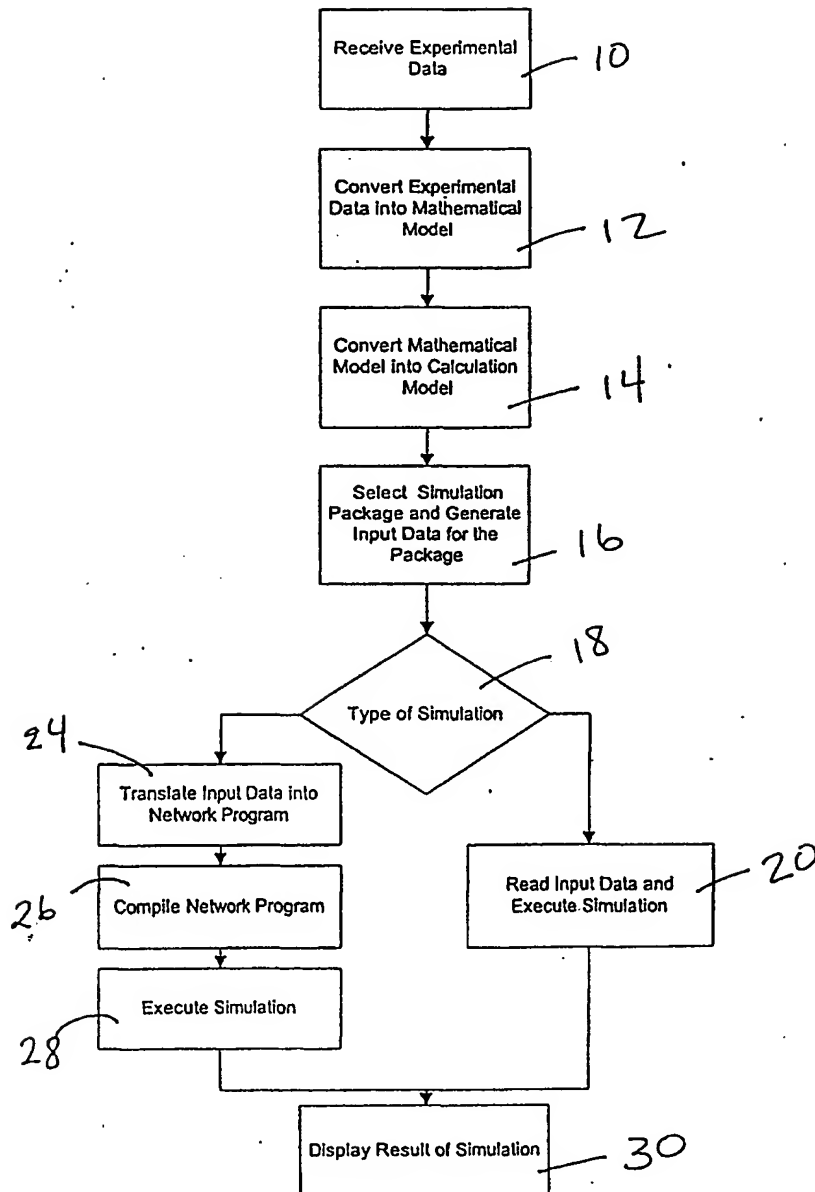 Receive Experimental
Data
10
Convert Experimental
Data into Mathematical
Model
12
Convert Mathematical
Model into Calculation
Model
14
Select Simulation
Package and Generate
Input Data for the
Package
16
Type of Simulation
18
24
Translate Input Data into
Network Program
26
Compile Network Program
28
Execute Simulation
Read Input Data and
Execute Simulation
20
Display Result of Simulation
30